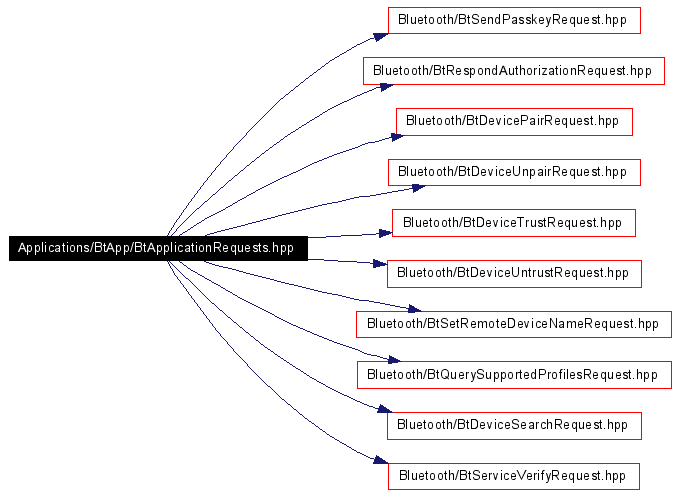 Bluetooth/BtSendPasskeyRequest.hpp
Bluetooth/BtRespondAuthorizationRequest.hpp
Bluetooth/BtDevicePairRequest.hpp
Bluetooth/BtDeviceUnpairRequest.hpp
Bluetooth/BtDeviceTrustRequest.hpp
Applications/BtApp/BtApplicationRequests.hpp
Bluetooth/BtDeviceUntrustRequest.hpp
Bluetooth/BtSetRemoteDeviceNameRequest.hpp
Bluetooth/BtQuerySupportedProfilesRequest.hpp
Bluetooth/BtDeviceSearchRequest.hpp
Bluetooth/BtServiceVerifyRequest.hpp